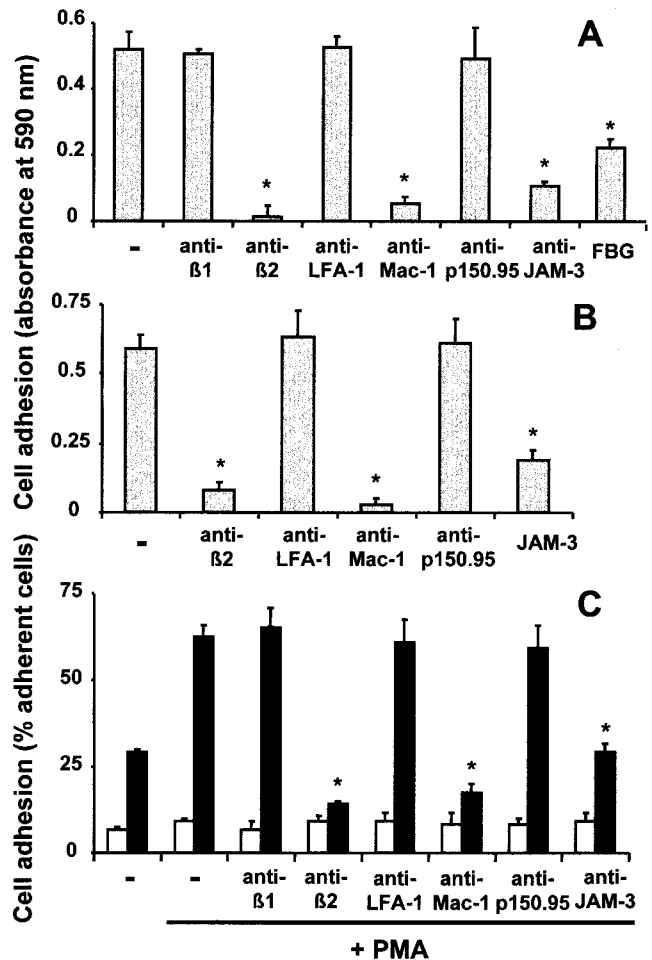 Cell adhesion (absorbance at 590 nm)
A
0.6
0.4
0.2
0
*
*
*
*
- anti- anti- anti- anti- anti- anti- FBG
ß1 ß2 LFA-1 Mac-1 p150.95 JAM-3
B
0.75
0.5
0.25
0
*
*
*
- anti- anti- anti- anti- JAM-3
ß2 LFA-1 Mac-1 p150.95
Cell adhesion (% adherent cells)
C
75
50
25
0
*
*
*
- - anti- anti- anti- anti- anti- anti-
ß1 ß2 LFA-1 Mac-1 p150.95 JAM-3
+ PMA